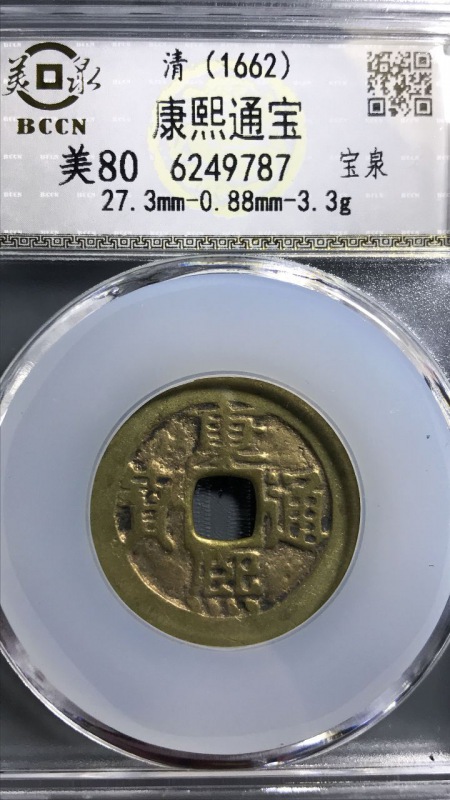 美泉
BCCN
清 (1662)
康熙通宝
美80 6249787 宝泉
27.3mm-0.88mm-3.3g
康熙通寶